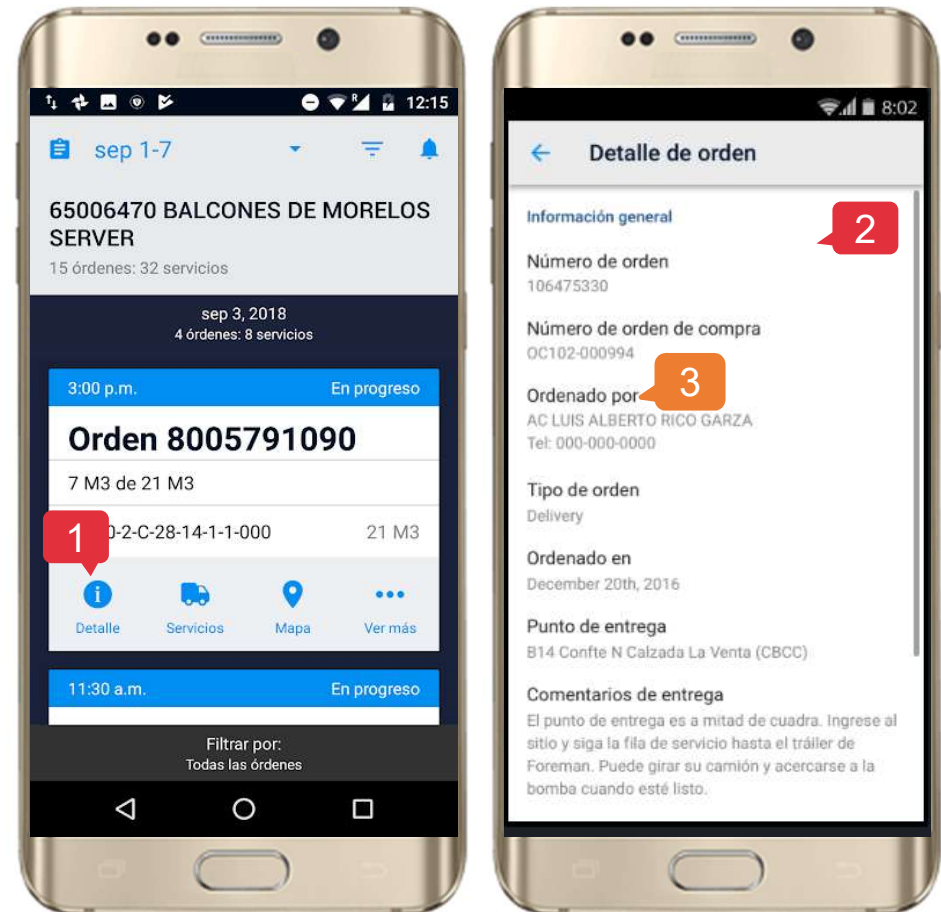 12:15
sep 1-7
65006470 BALCONES DE MORELOS
SERVER
15 órdenes: 32 servicios
sep 3, 2018
4 órdenes: 8 servicios
3:00 p.m. En progreso
Orden 8005791090
7 M3 de 21 M3
1
0-2-C-28-14-1-1-000 21 M3
Detalle Servicios Mapa Ver más
11:30 a.m. En progreso
Filtrar por:
Todas las órdenes
8:02
Detalle de orden
Información general
2
Número de orden
106475330
Número de orden de compra
OC102-000994
3
Ordenado por
AC LUIS ALBERTO RICO GARZA
Tel: 000-000-0000
Tipo de orden
Delivery
Ordenado en
December 20th, 2016
Punto de entrega
B14 Confte N Calzada La Venta (CBCC)
Comentarios de entrega
El punto de entrega es a mitad de cuadra. Ingrese al
sitio y siga la fila de servicio hasta el tráiler de
Foreman. Puede girar su camión y acercarse a la
bomba cuando esté listo.